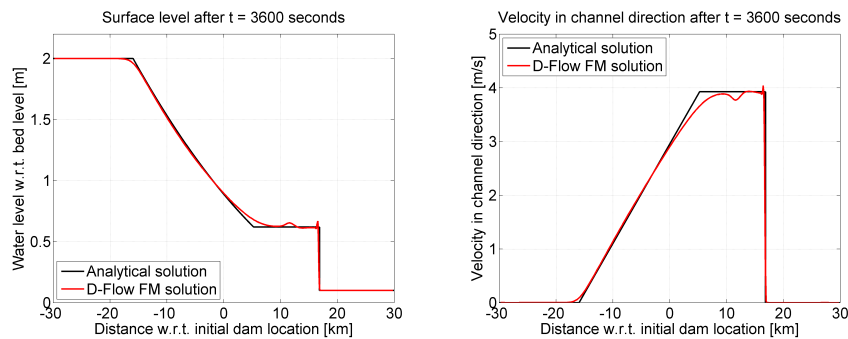 Surface level after t = 3600 seconds
Water level w.r.t. bed level [m]
2
1.5
1
0.5
0
Analytical solution
D-Flow FM solution
-30 -20 -10 0 10 20 30
Distance w.r.t. initial dam location [km]
Velocity in channel direction after t = 3600 seconds
Velocity in channel direction [m/s]
5
4
3
2
1
0
Analytical solution
D-Flow FM solution
-30 -20 -10 0 10 20 30
Distance w.r.t. initial dam location [km]